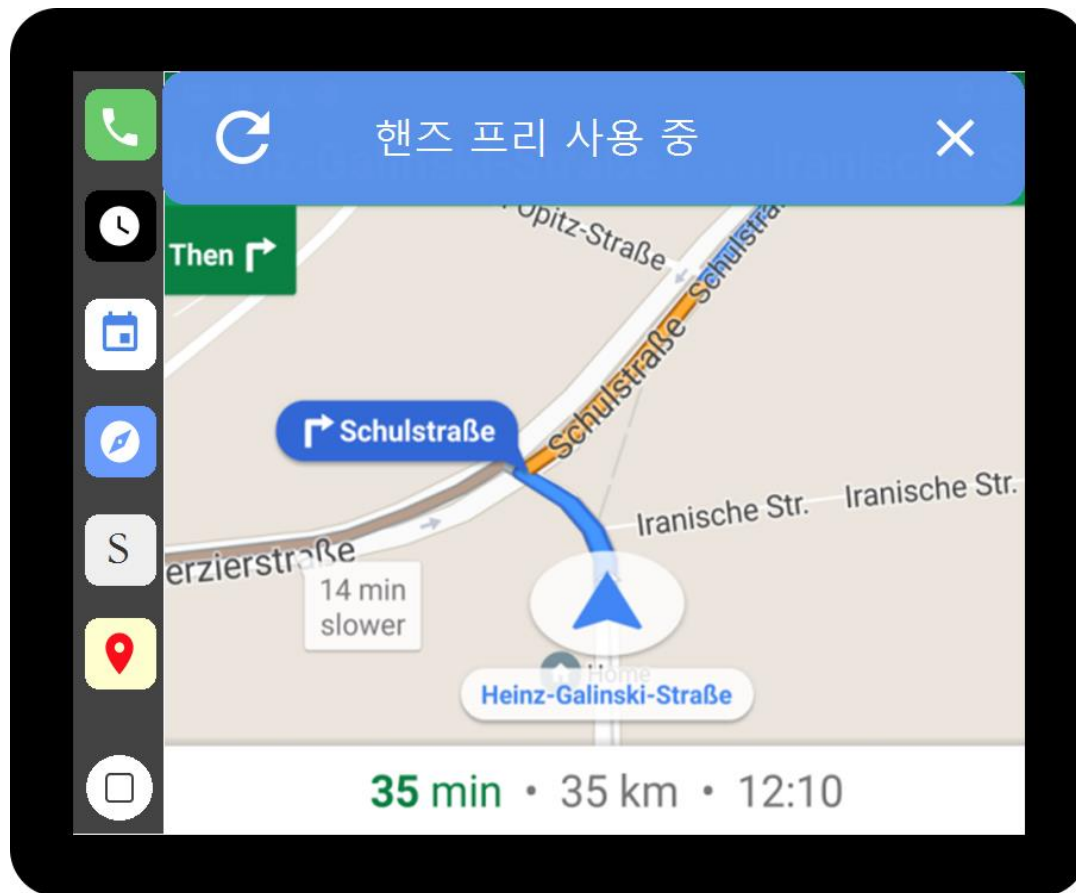 핸즈 프리 사용 중
Then
Opitz-Straße
Schulstraße
Schulstraße
Schulstraße
Iranische Str.
Iranische Str.
S
erzierstraße
14 min
slower
Home
Heinz-Galinski-Straße
35 min • 35 km • 12:10